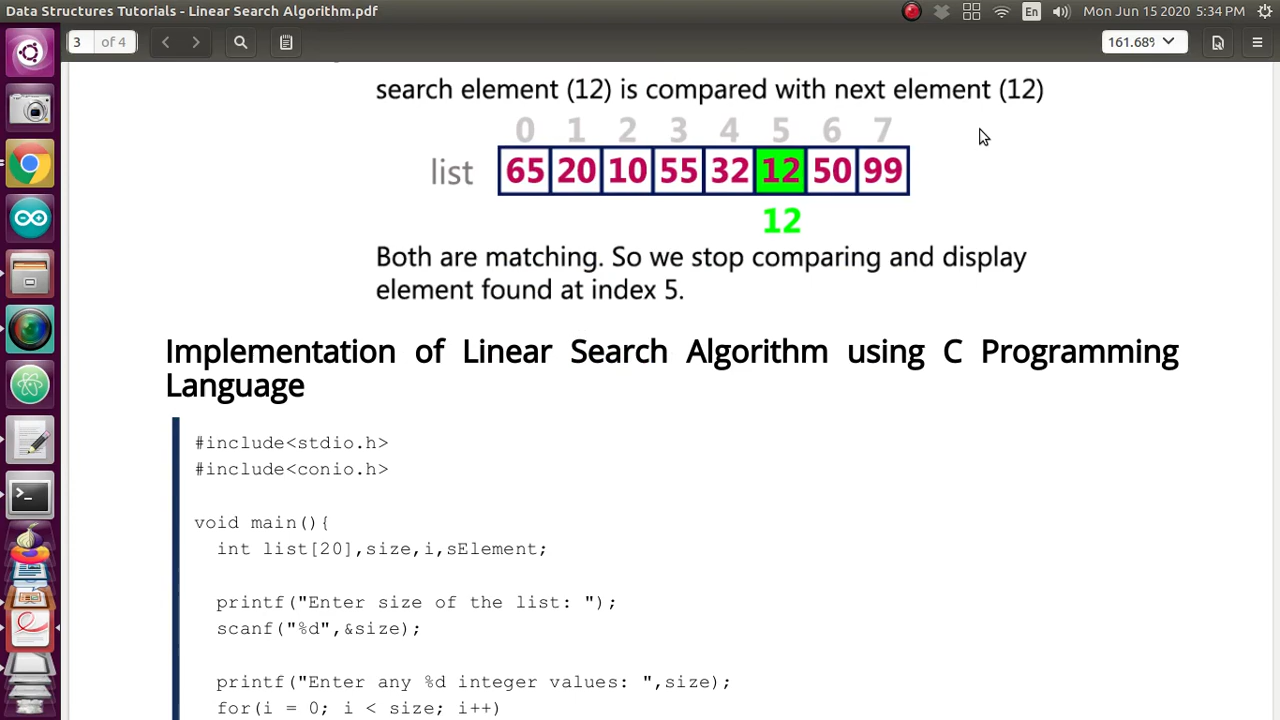 Data Structures Tutorials - Linear Search Algorithm.pdf
En
Mon Jun 15 2020 5:34 PM
3 of 4
161.68%
search element (12) is compared with next element (12)
0 1 2 3 4 5 6 7
list 65 20 10 55 32 12 50 99
12
Both are matching. So we stop comparing and display
element found at index 5.
Implementation of Linear Search Algorithm using C Programming
Language
#include<stdio.h>
#include<conio.h>
void main(){
int list[20],size,i,sElement;
printf("Enter size of the list: ");
scanf("%d",&size);
printf("Enter any %d integer values: ",size);
for(i = 0; i < size; i++)